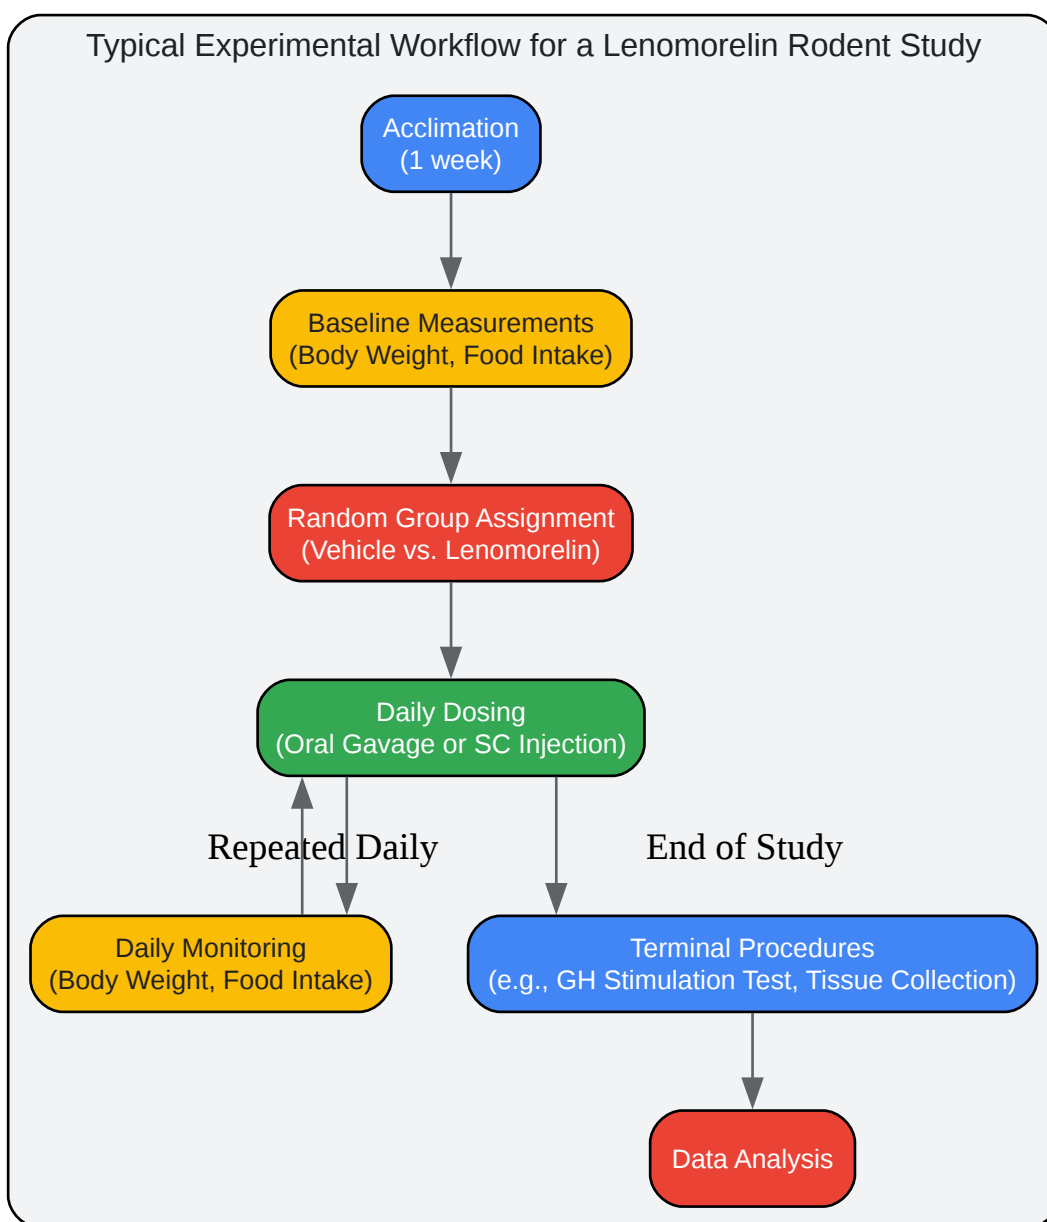 Typical Experimental Workflow for a Lenomorelin Rodent Study
Acclimation
(1 week)
Baseline Measurements
(Body Weight, Food Intake)
Random Group Assignment
(Vehicle vs. Lenomorelin)
Daily Dosing
(Oral Gavage or SC Injection)
Repeated Daily
End of Study
Daily Monitoring
(Body Weight, Food Intake)
Terminal Procedures
(e.g., GH Stimulation Test, Tissue Collection)
Data Analysis